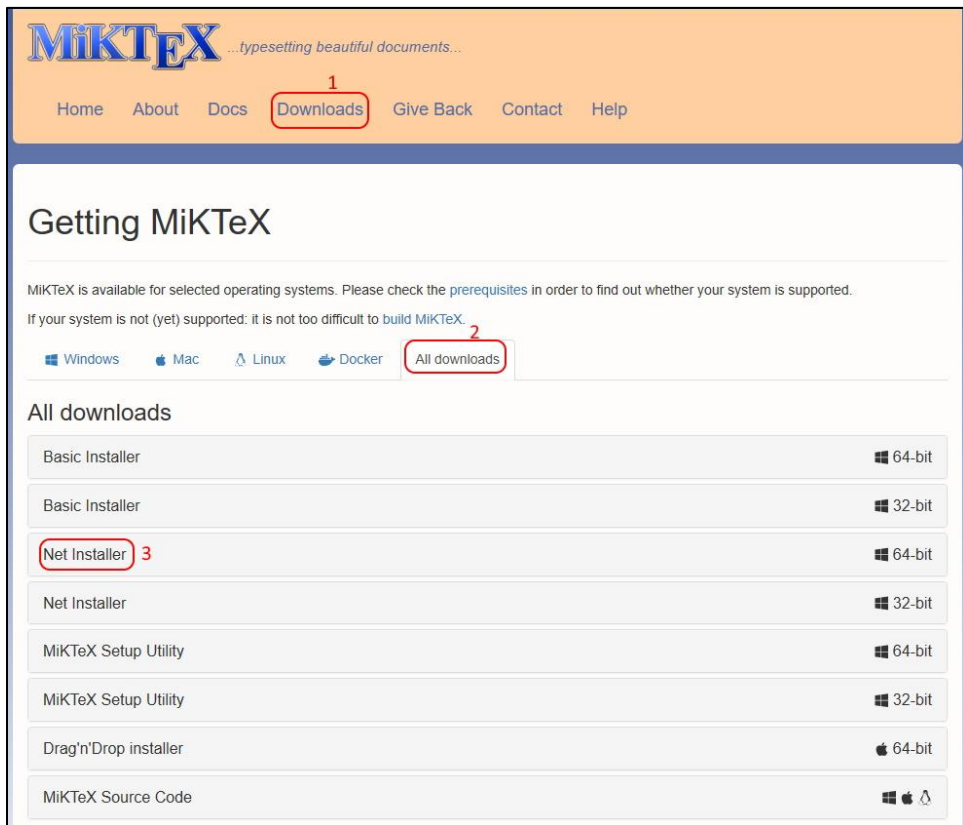 MiKTeX ...typesetting beautiful documents...
1
Home About Docs Downloads Give Back Contact Help
Getting MiKTeX
MiKTeX is available for selected operating systems. Please check the prerequisites in order to find out whether your system is supported.
If your system is not (yet) supported: it is not too difficult to build MiKTeX.
2
Windows Mac Linux Docker All downloads
All downloads
Basic Installer 64-bit
Basic Installer 32-bit
Net Installer 3 64-bit
Net Installer 32-bit
MiKTeX Setup Utility 64-bit
MiKTeX Setup Utility 32-bit
Drag'n'Drop installer 64-bit
MiKTeX Source Code